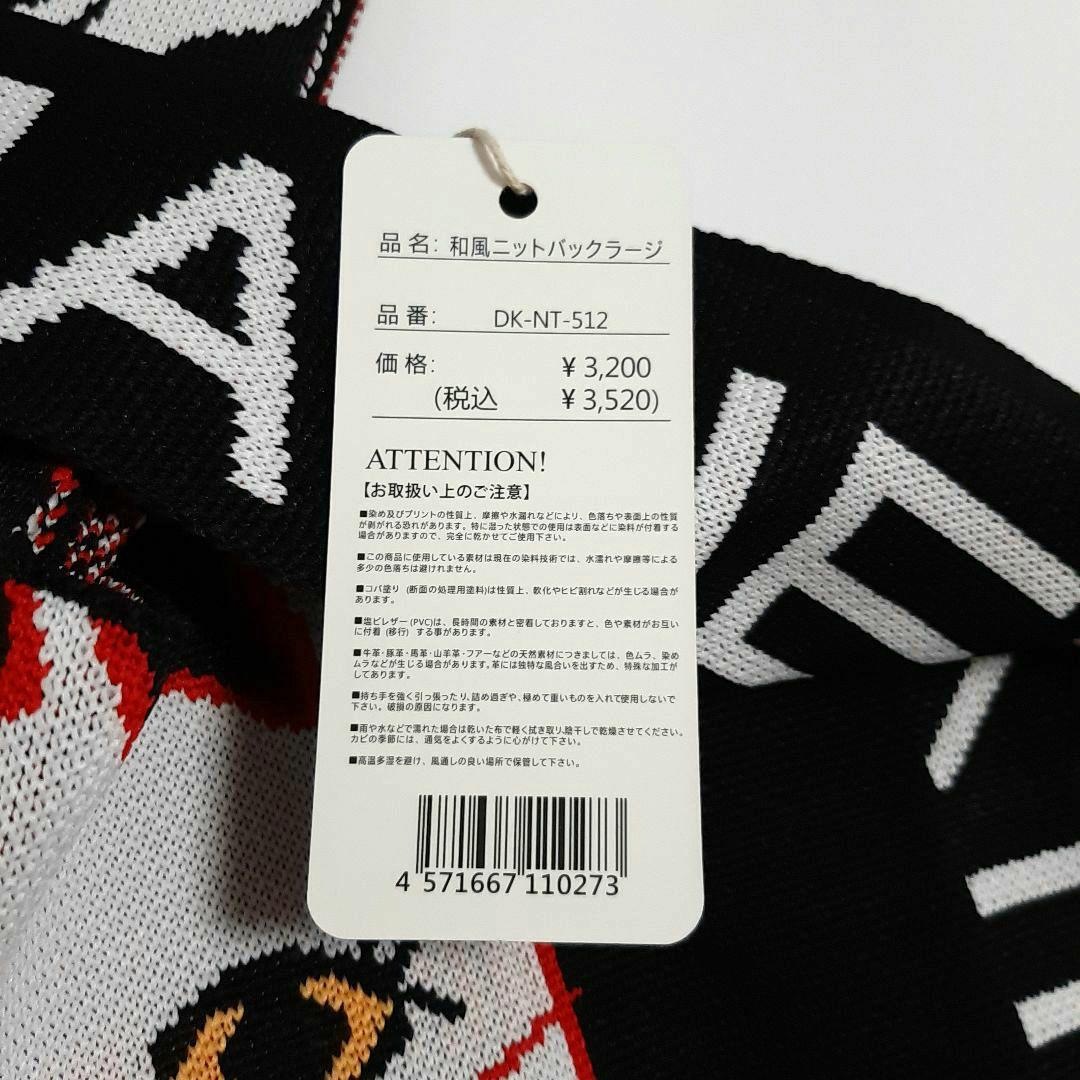 品 名: 和風ニットバックラージ
品 番: DK-NT-512
価 格: ¥ 3,200
(税込 ¥ 3,520)
ATTENTION!
【お取扱い上のご注意】
■染め及びプリントの性質上、摩擦や水漏れなどにより、色落ちや表面上の性質
が剝がれる恐れがあります。特に湿った状態での使用は表面などに染料が付着する
場合がありますので、完全に乾かせてご使用下さい。
■この商品に使用している素材は現在の染料技術では、水濡れや摩擦等による
多少の色落ちは避けれません。
■コバ塗り (断面の処理用塗料)は性質上、軟化やヒビ割れなどが生じる場合が
あります。
■塩ビレザー(PVC)は、長時間の素材と密着しておりますと、色や素材がお互い
に付着 (移行) する事があります。
■牛革・豚革・馬革・山羊革・フアーなどの天然素材につきましては、色ムラ、染め
ムラなどが生じる場合があります。革には独特な風合いを出すため、特殊な加工が
してあります。
■持ち手を強く引っ張ったり、詰め過ぎや、極めて重いものを入れて使用しないで
下さい。破損の原因になります。
■雨や水などで濡れた場合は乾いた布で軽く拭き取り、陰干しで乾燥させてください。
カビの季節には、通気をよくするように心がけて下さい。
■高温多湿を避け、風通しの良い場所で保管して下さい。
4 571667 110273